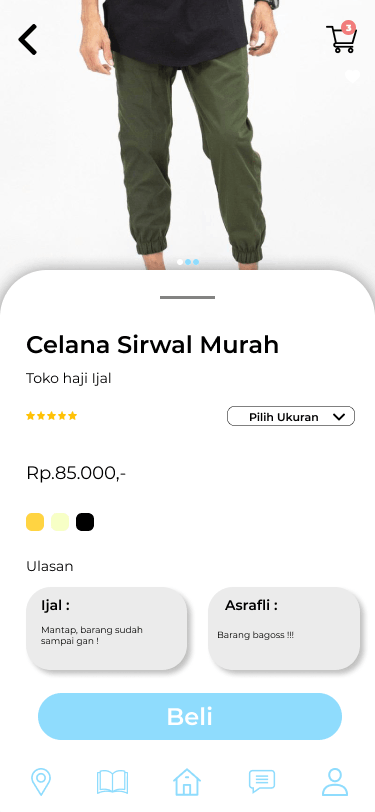 3
Celana Sirwal Murah
Toko haji Ijal
Pilih Ukuran
Rp.85.000,-
Ulasan
Ijal :
Mantap, barang sudah
sampai gan !
Asrafli :
Barang bagoss !!!
Beli